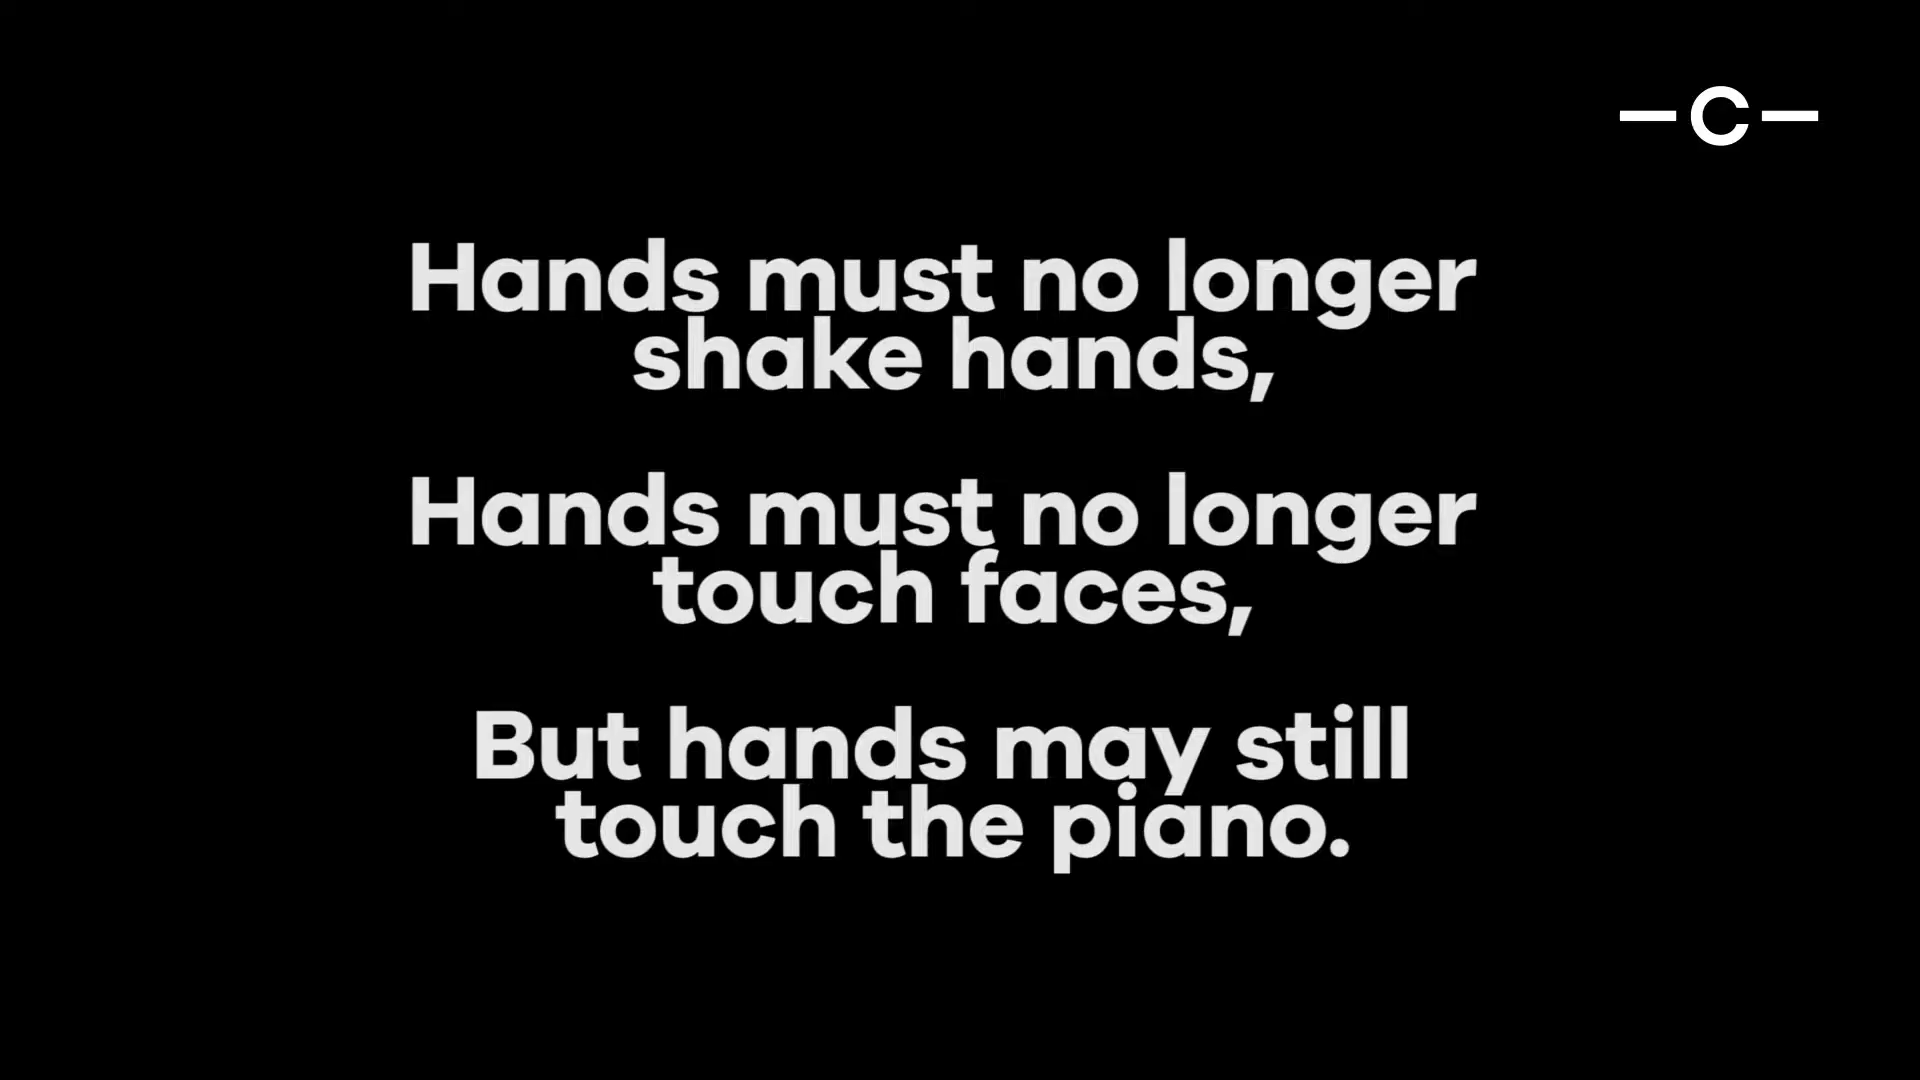 —C—
Hands must no longer
shake hands,
Hands must no longer
touch faces,
But hands may still
touch the piano.